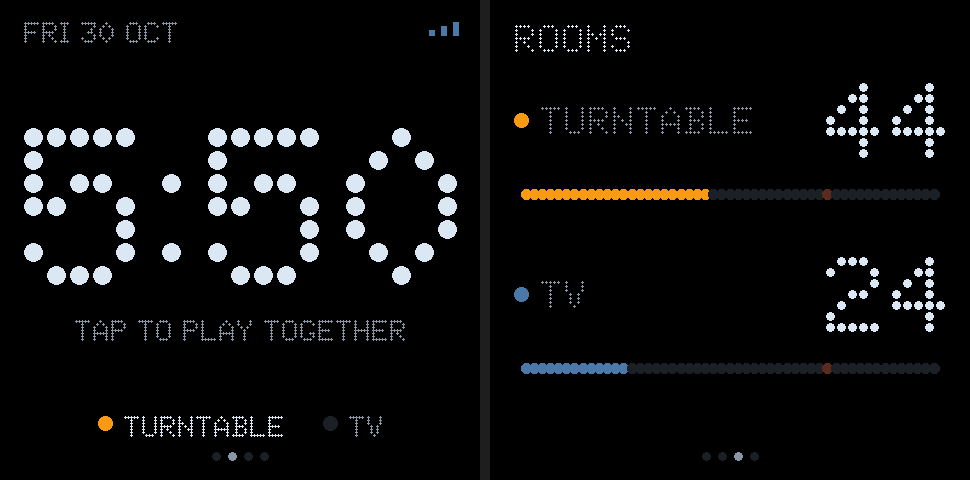 FRI 30 OCT
5:50
TAP TO PLAY TOGETHER
TURNTABLE TV
ROOMS
TURNTABLE 44
TV 24